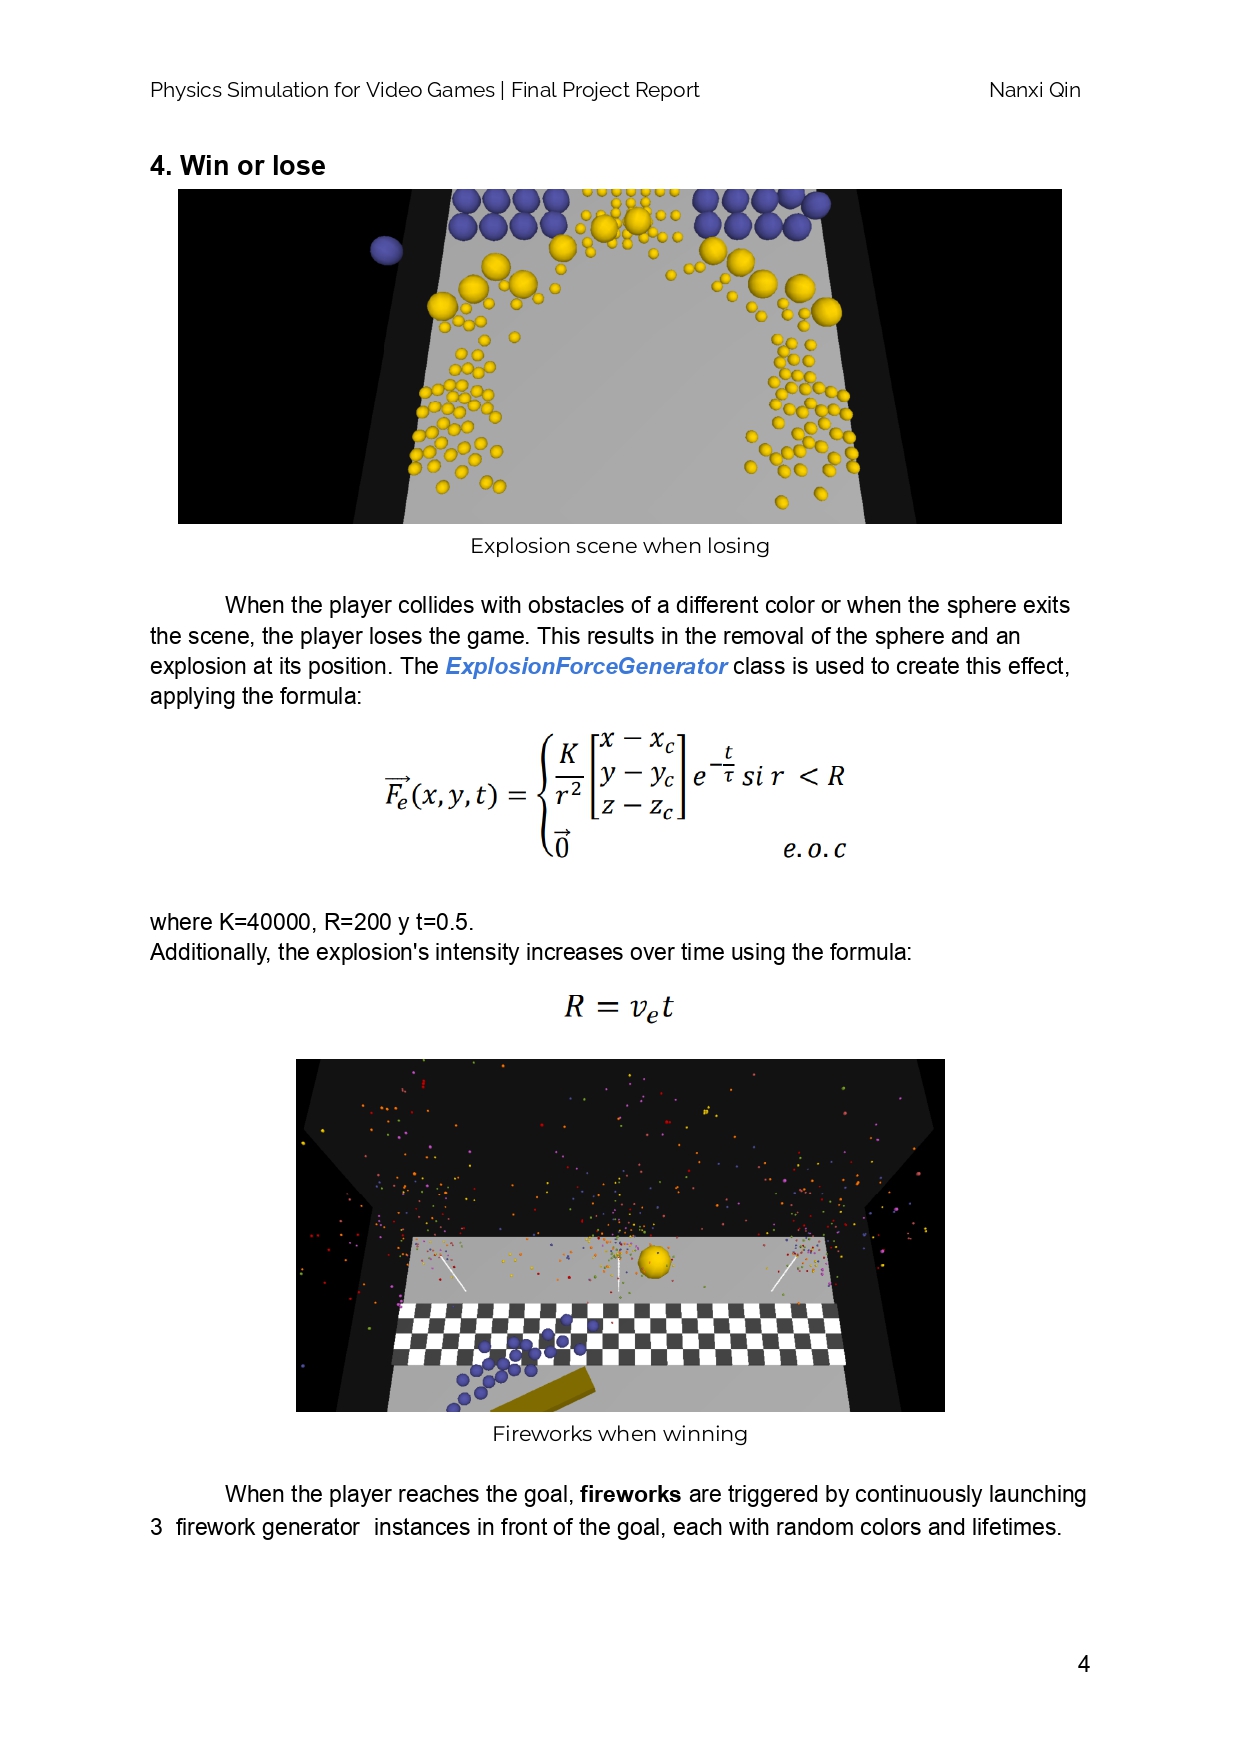 Physics Simulation for Video Games | Final Project Report Nanxi Qin
4. Win or lose
Explosion scene when losing
When the player collides with obstacles of a different color or when the sphere exits
the scene, the player loses the game. This results in the removal of the sphere and an
explosion at its position. The ExplosionForceGenerator class is used to create this effect,
applying the formula:
\vec{F_e}(x, y, t) = \begin{cases} \frac{K}{r^2} \begin{bmatrix} x - x_c \\ y - y_c \\ z - z_c \end{bmatrix} e^{-\frac{t}{\tau}} & si\ r < R \\ \vec{0} & e.o.c \end{cases}
where K=40000, R=200 y t=0.5.
Additionally, the explosion's intensity increases over time using the formula:
R = v_e t
Fireworks when winning
When the player reaches the goal, fireworks are triggered by continuously launching
3 firework generator instances in front of the goal, each with random colors and lifetimes.
4